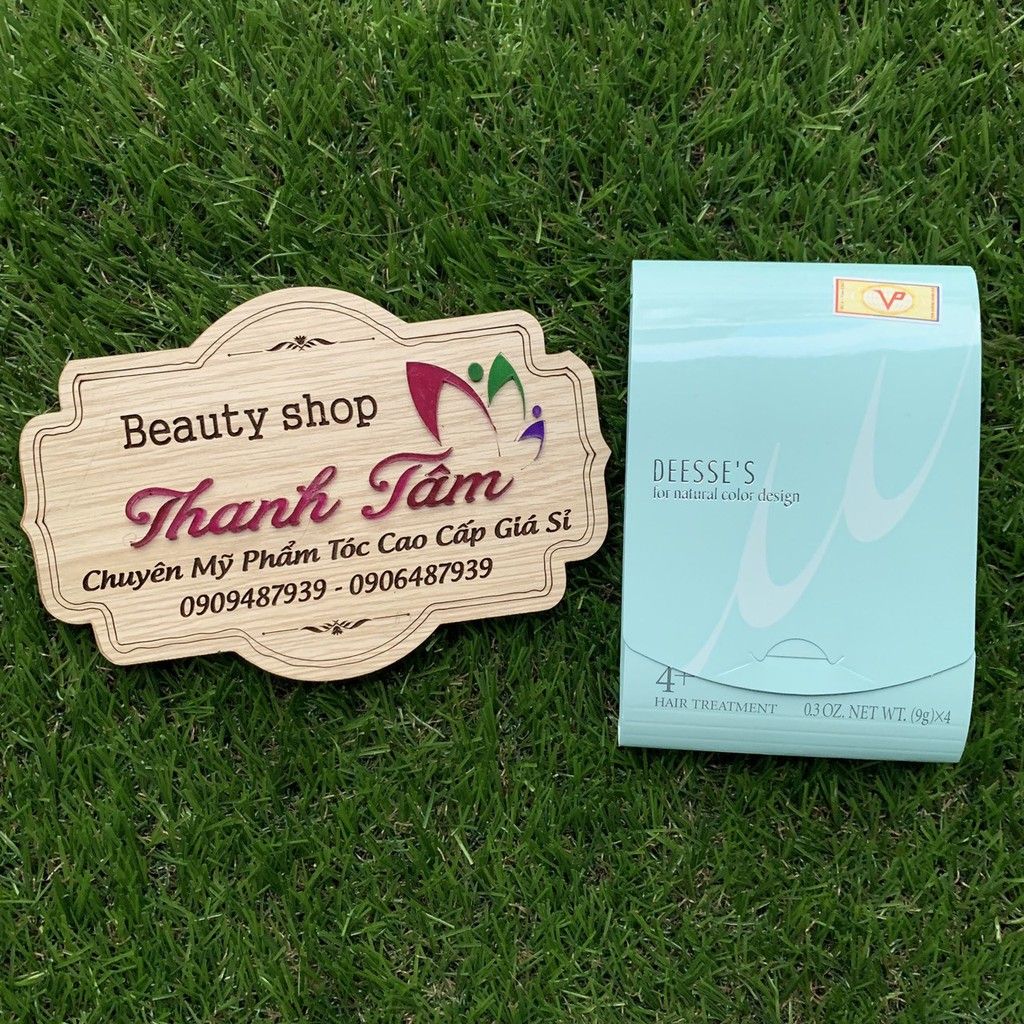 Beauty shop
Thanh Tâm
Chuyên Mỹ Phẩm Tóc Cao Cấp Giá Sỉ
0909487939 - 0906487939
DEESSE'S
for natural color design
µ
4+
HAIR TREATMENT 0.3 OZ. NET WT. (9g)×4